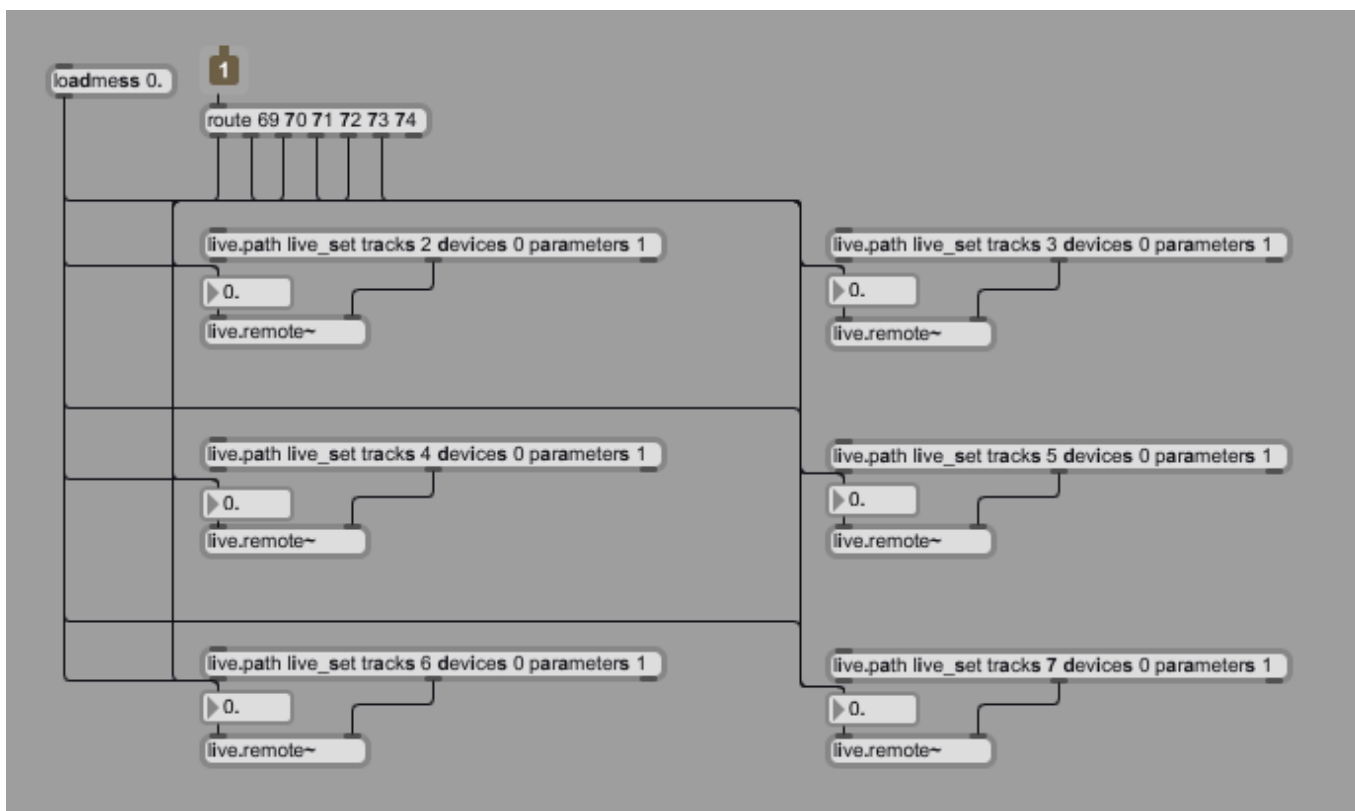 loadmess 0.
1
route 69 70 71 72 73 74
live.path live_set tracks 2 devices 0 parameters 1
0.
live.remote~
live.path live_set tracks 3 devices 0 parameters 1
0.
live.remote~
live.path live_set tracks 4 devices 0 parameters 1
0.
live.remote~
live.path live_set tracks 5 devices 0 parameters 1
0.
live.remote~
live.path live_set tracks 6 devices 0 parameters 1
0.
live.remote~
live.path live_set tracks 7 devices 0 parameters 1
0.
live.remote~